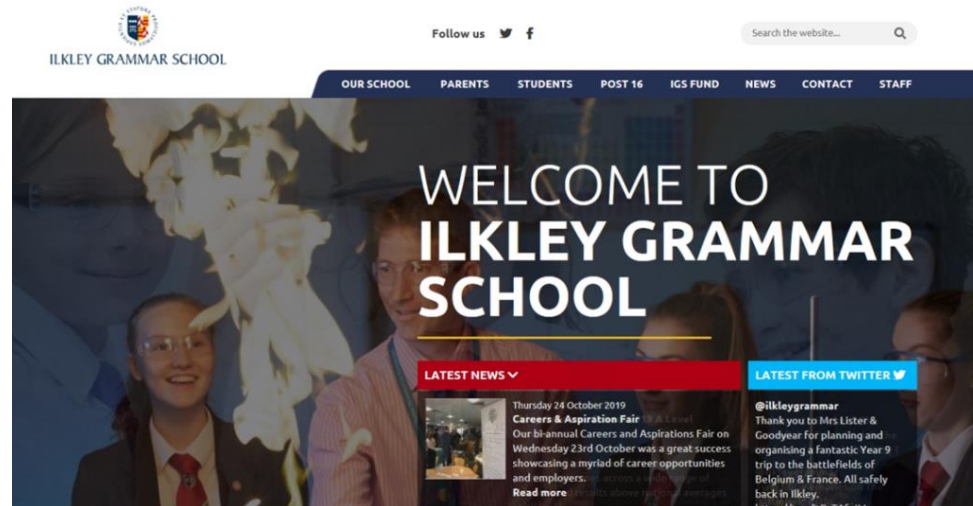 ILKLEY GRAMMAR SCHOOL
Follow us
Search the website...
OUR SCHOOL PARENTS STUDENTS POST 16 IGS FUND NEWS CONTACT STAFF
WELCOME TO
ILKLEY GRAMMAR
SCHOOL
LATEST NEWS
Thursday 24 October 2019
Careers & Aspiration Fair
Our bi-annual Careers and Aspirations Fair on
Wednesday 23rd October was a great success
showcasing a myriad of career opportunities
and employers.
Read more
LATEST FROM TWITTER
@ilkleygrammar
Thank you to Mrs Lister &
Goodyear for planning and
organising a fantastic Year 9
trip to the battlefields of
Belgium & France. All safely
back in Ilkley.